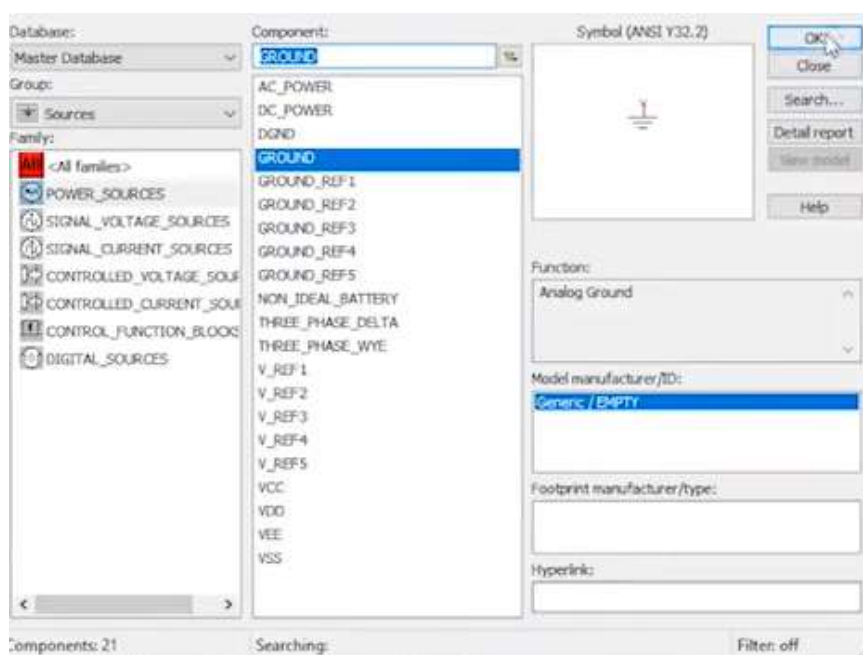 Database:
Master Database
Group:
Sources
Family:
All <All families>
POWER_SOURCES
SIGNAL_VOLTAGE_SOURCES
SIGNAL_CURRENT_SOURCES
CONTROLLED_VOLTAGE_SOUR
CONTROLLED_CURRENT_SOUR
CONTROL_FUNCTION_BLOCKS
DIGITAL_SOURCES
Component:
GROUND
AC_POWER
DC_POWER
DGND
GROUND
GROUND_REF1
GROUND_REF2
GROUND_REF3
GROUND_REF4
GROUND_REF5
NON_IDEAL_BATTERY
THREE_PHASE_DELTA
THREE_PHASE_WYE
V_REF1
V_REF2
V_REF3
V_REF4
V_REF5
VCC
VDD
VEE
VSS
Symbol (ANSI Y32.2)
OK
Close
Search...
Detail report
View model
Help
Function:
Analog Ground
Model manufacturer/ID:
Generic / EMPTY
Footprint manufacturer/type:
Hyperlink:
Components: 21
Searching:
Filter: off